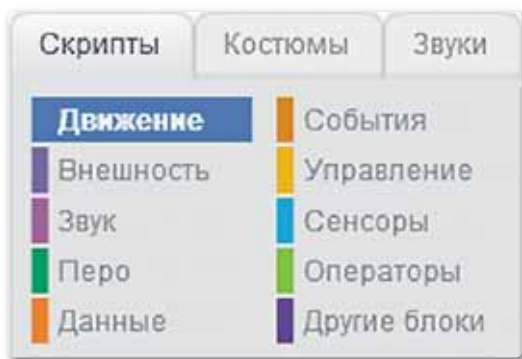 Скрипты Костюмы Звуки
Движение События
Внешность Управление
Звук Сенсоры
Перо Операторы
Данные Другие блоки